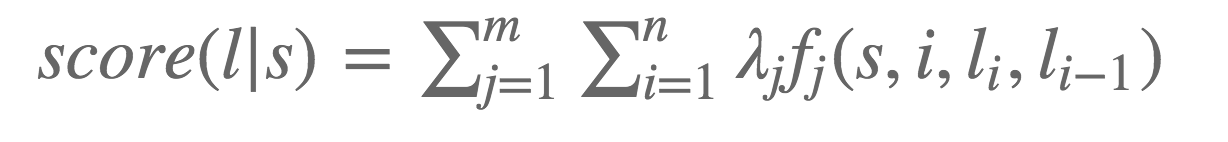 score(l|s) = ∑_{j=1}^{m} ∑_{i=1}^{n} λ_j f_j(s, i, l_i, l_{i−1})